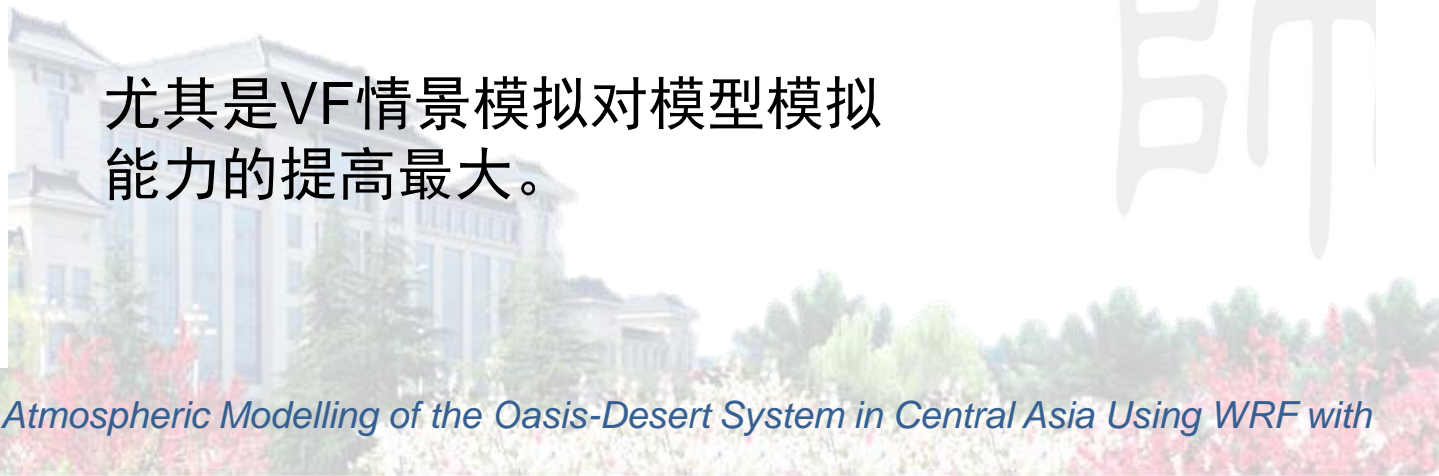 尤其是VF情景模拟对模型模拟
能力的提高最大。
Atmospheric Modelling of the Oasis-Desert System in Central Asia Using WRF with